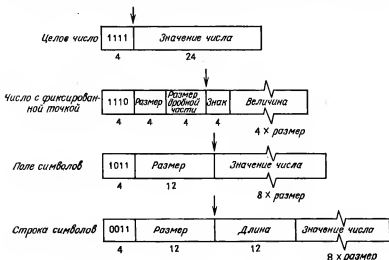 Целое число 1111 Значение числа
4 24
Число с фиксирован-
ной точкой 1110 Размер Размер дробной части Знак Величина
4 4 4 4 4 × размер
Поле символов 1011 Размер Значение числа
4 12 8 × размер
Строка символов 0011 Размер Длина Значение числа
4 12 12 8 × размер